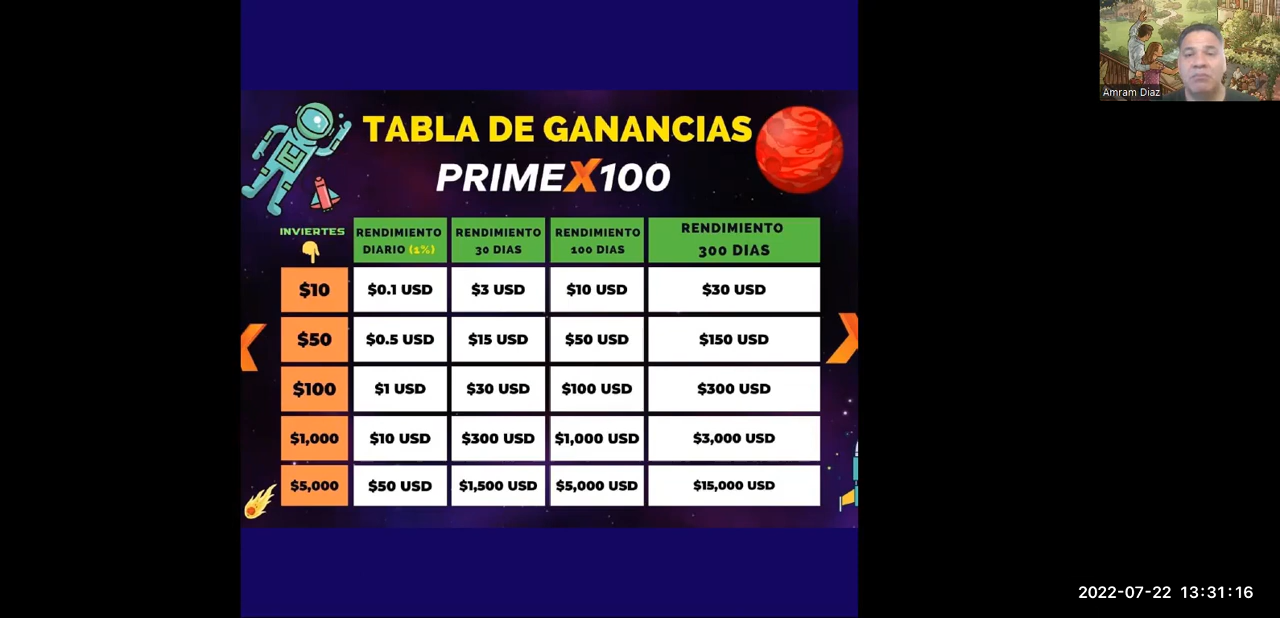 Amram Diaz
TABLA DE GANANCIAS
PRIMEX100
INVIERTES
RENDIMIENTO DIARIO (1%)
RENDIMIENTO 30 DIAS
RENDIMIENTO 100 DIAS
RENDIMIENTO 300 DIAS
$10 $0.1 USD $3 USD $10 USD $30 USD
$50 $0.5 USD $15 USD $50 USD $150 USD
$100 $1 USD $30 USD $100 USD $300 USD
$1,000 $10 USD $300 USD $1,000 USD $3,000 USD
$5,000 $50 USD $1,500 USD $5,000 USD $15,000 USD
2022-07-22 13:31:16